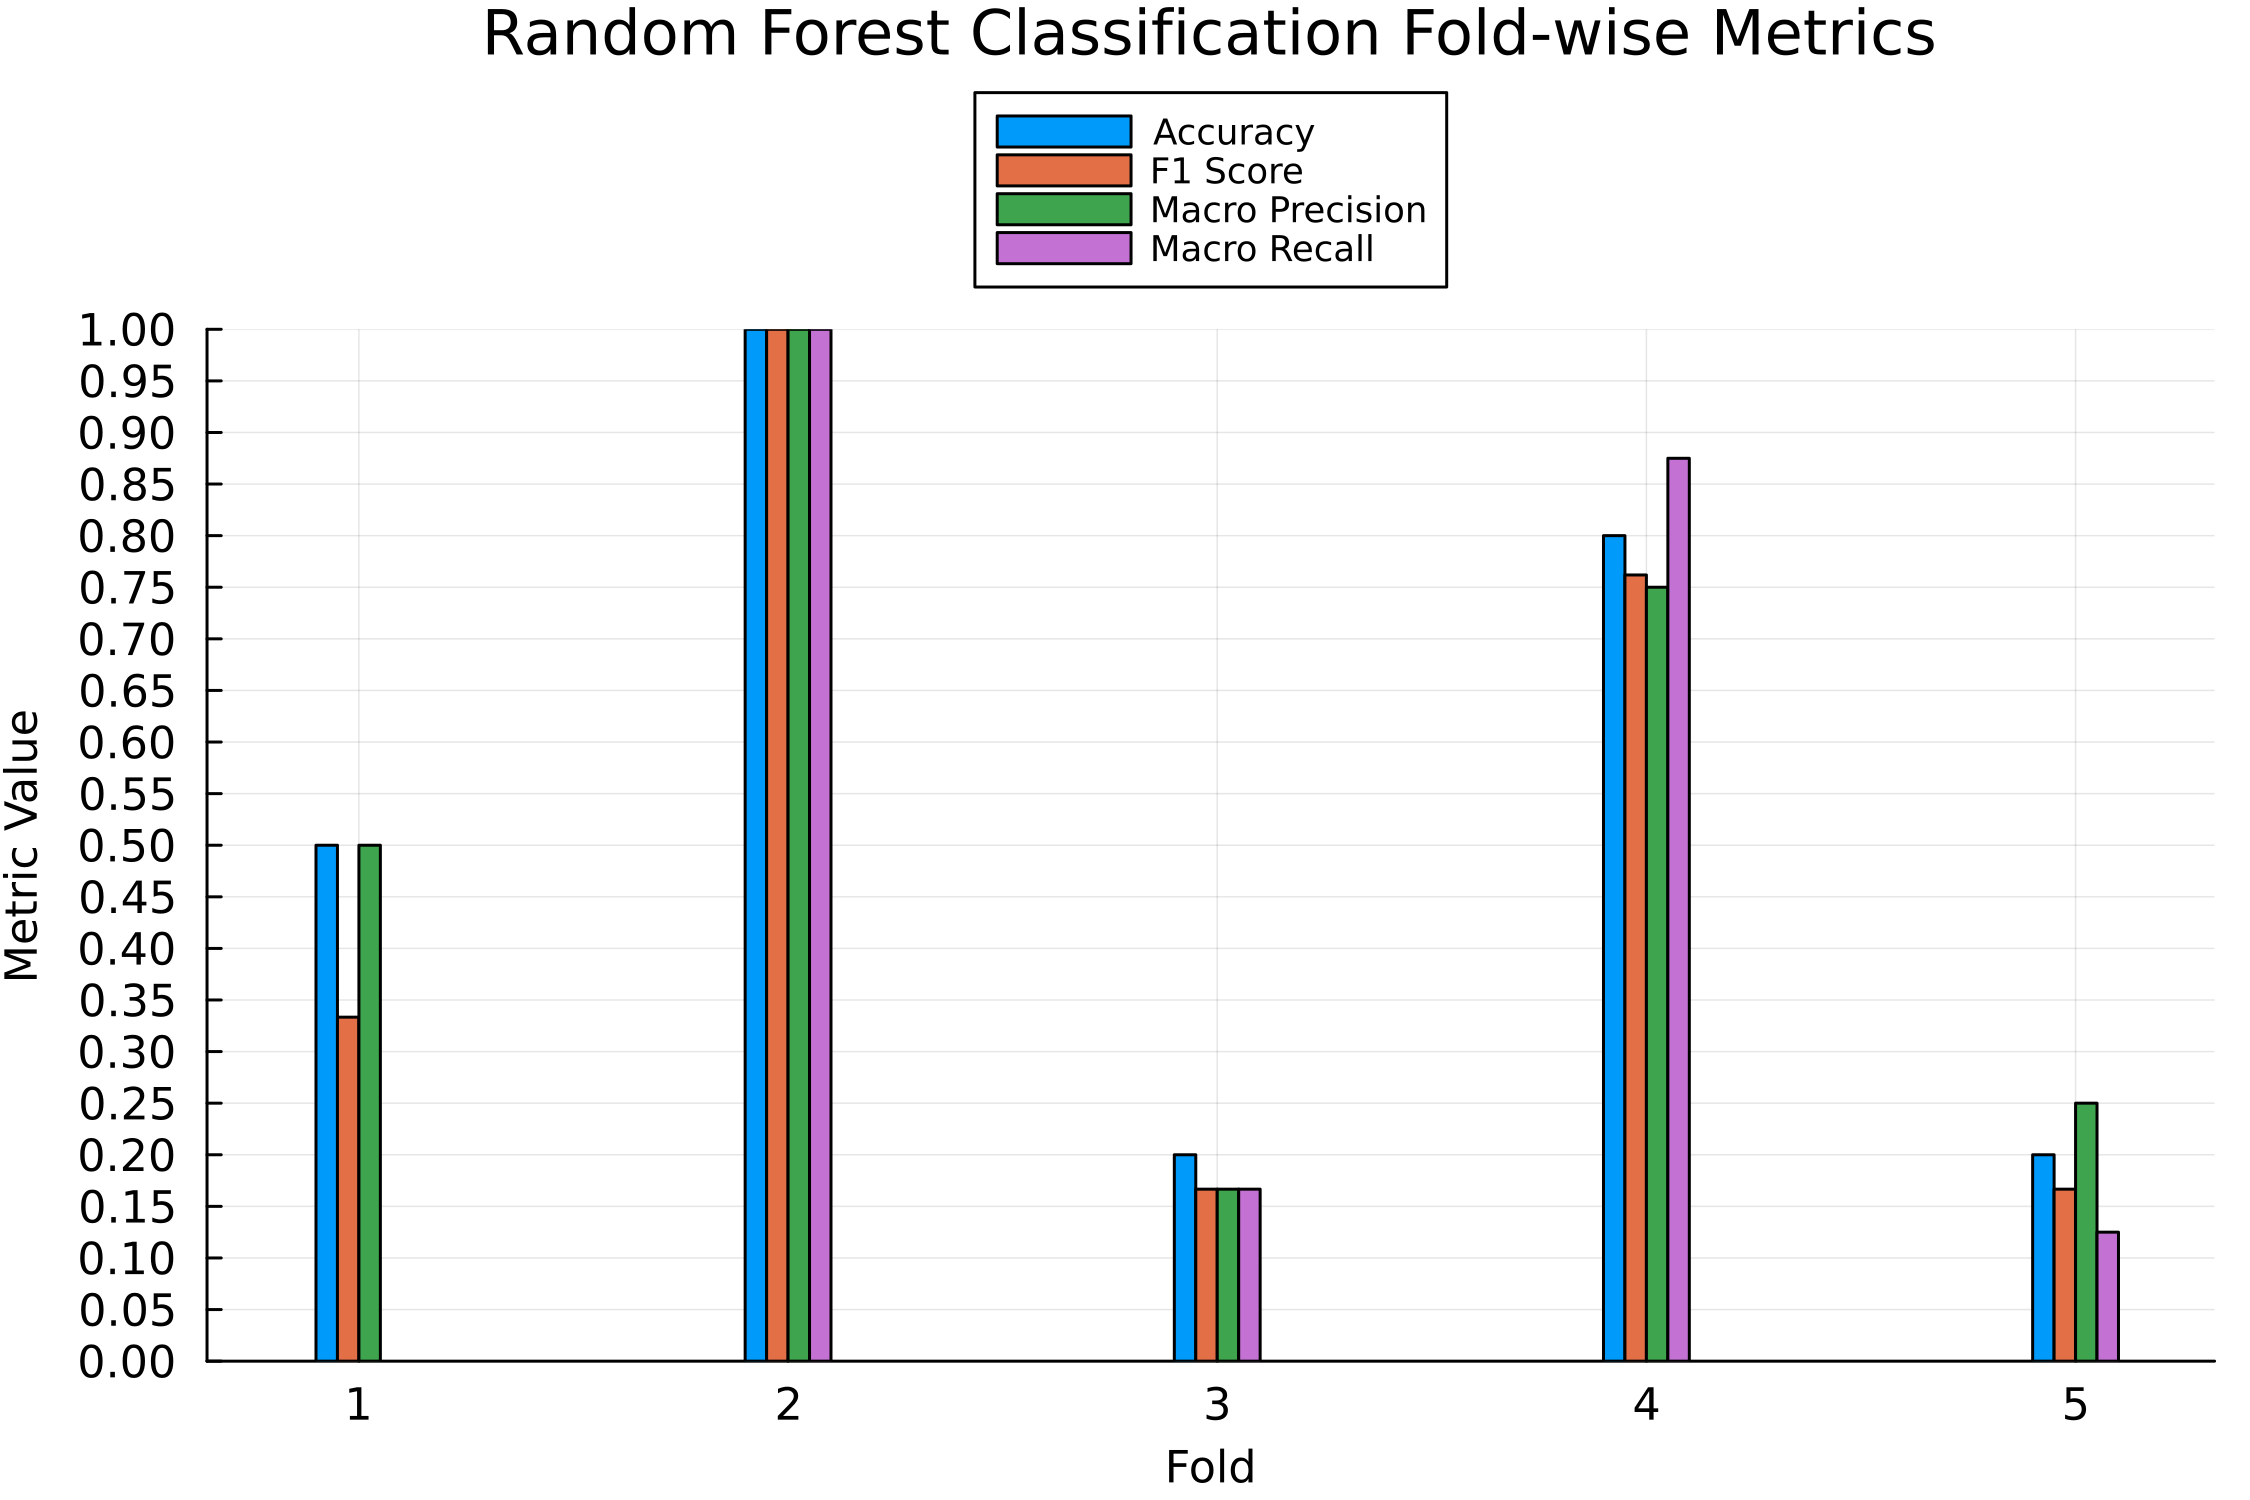 Random Forest Classification Fold-wise Metrics
Accuracy
F1 Score
Macro Precision
Macro Recall
1.00
0.95
0.90
0.85
0.80
0.75
0.70
0.65
0.60
0.55
0.50
0.45
0.40
0.35
0.30
0.25
0.20
0.15
0.10
0.05
0.00
Metric Value
1 2 3 4 5
Fold